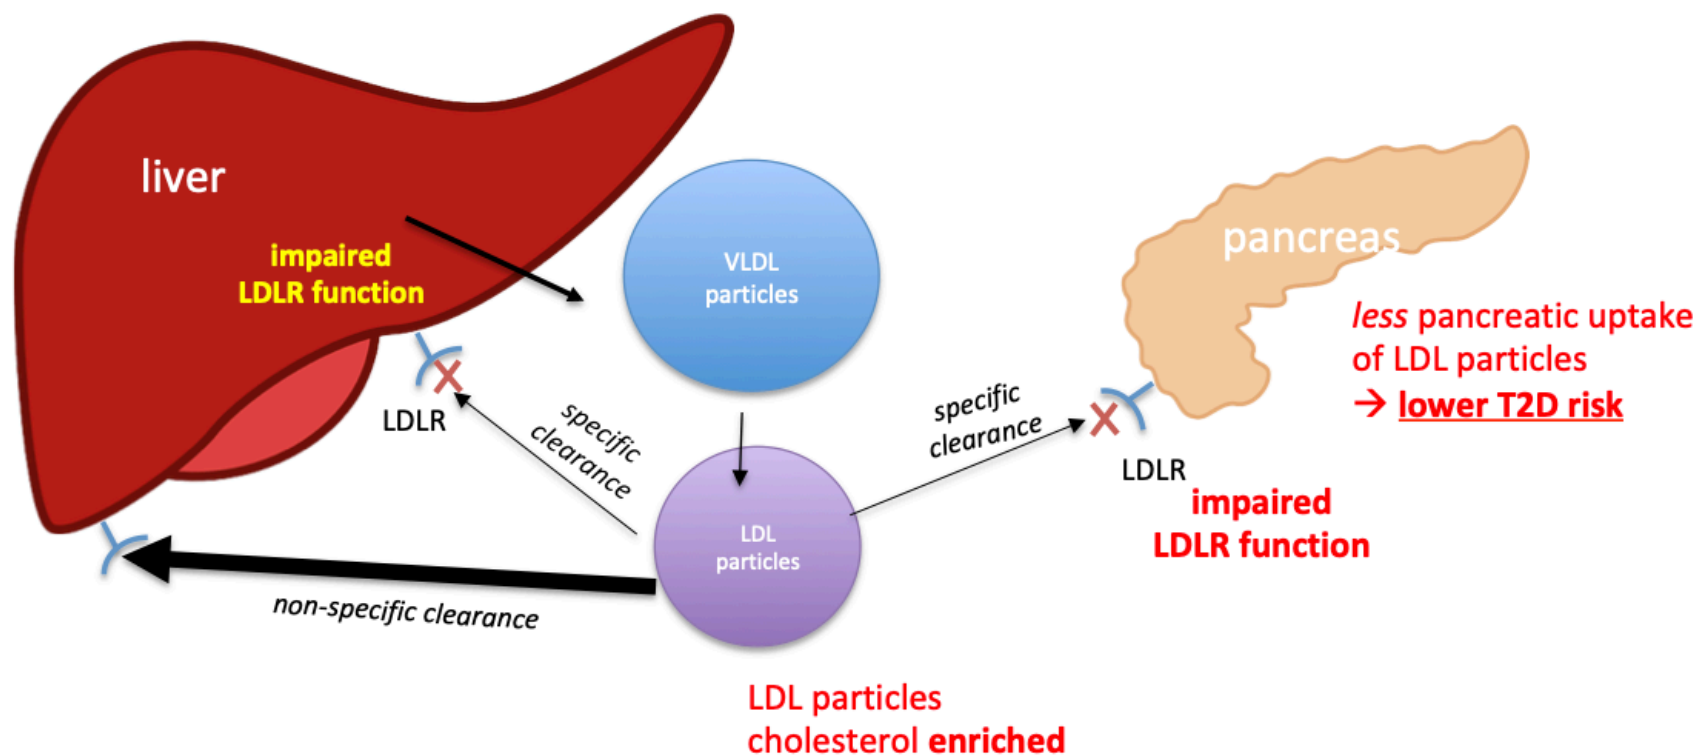 liver
impaired
LDLR function
VLDL
particles
pancreas
less pancreatic uptake
of LDL particles
→ lower T2D risk
LDLR
specific
clearance
specific
clearance
LDLR
impaired
LDLR function
LDL
particles
non-specific clearance
LDL particles
cholesterol enriched